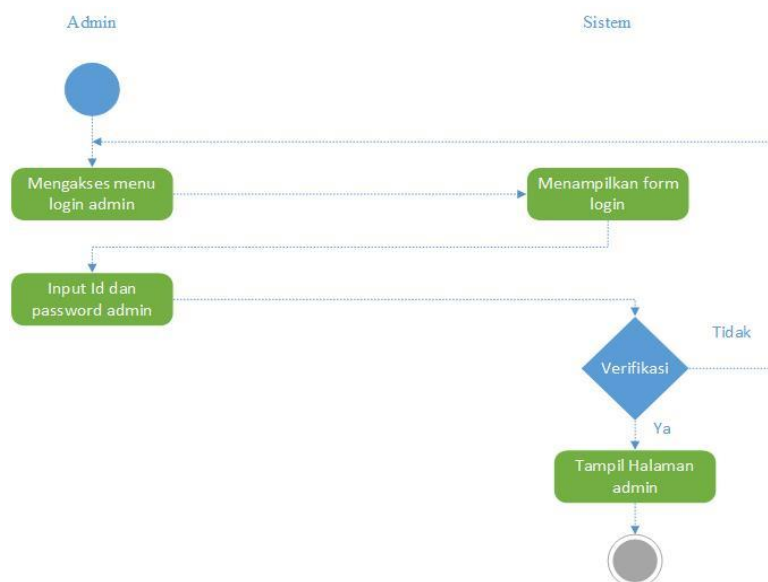 Admin
Sistem
Mengakses menu
login admin
Menampilkan form
login
Input Id dan
password admin
Verifikasi
Tidak
Ya
Tampil Halaman
admin